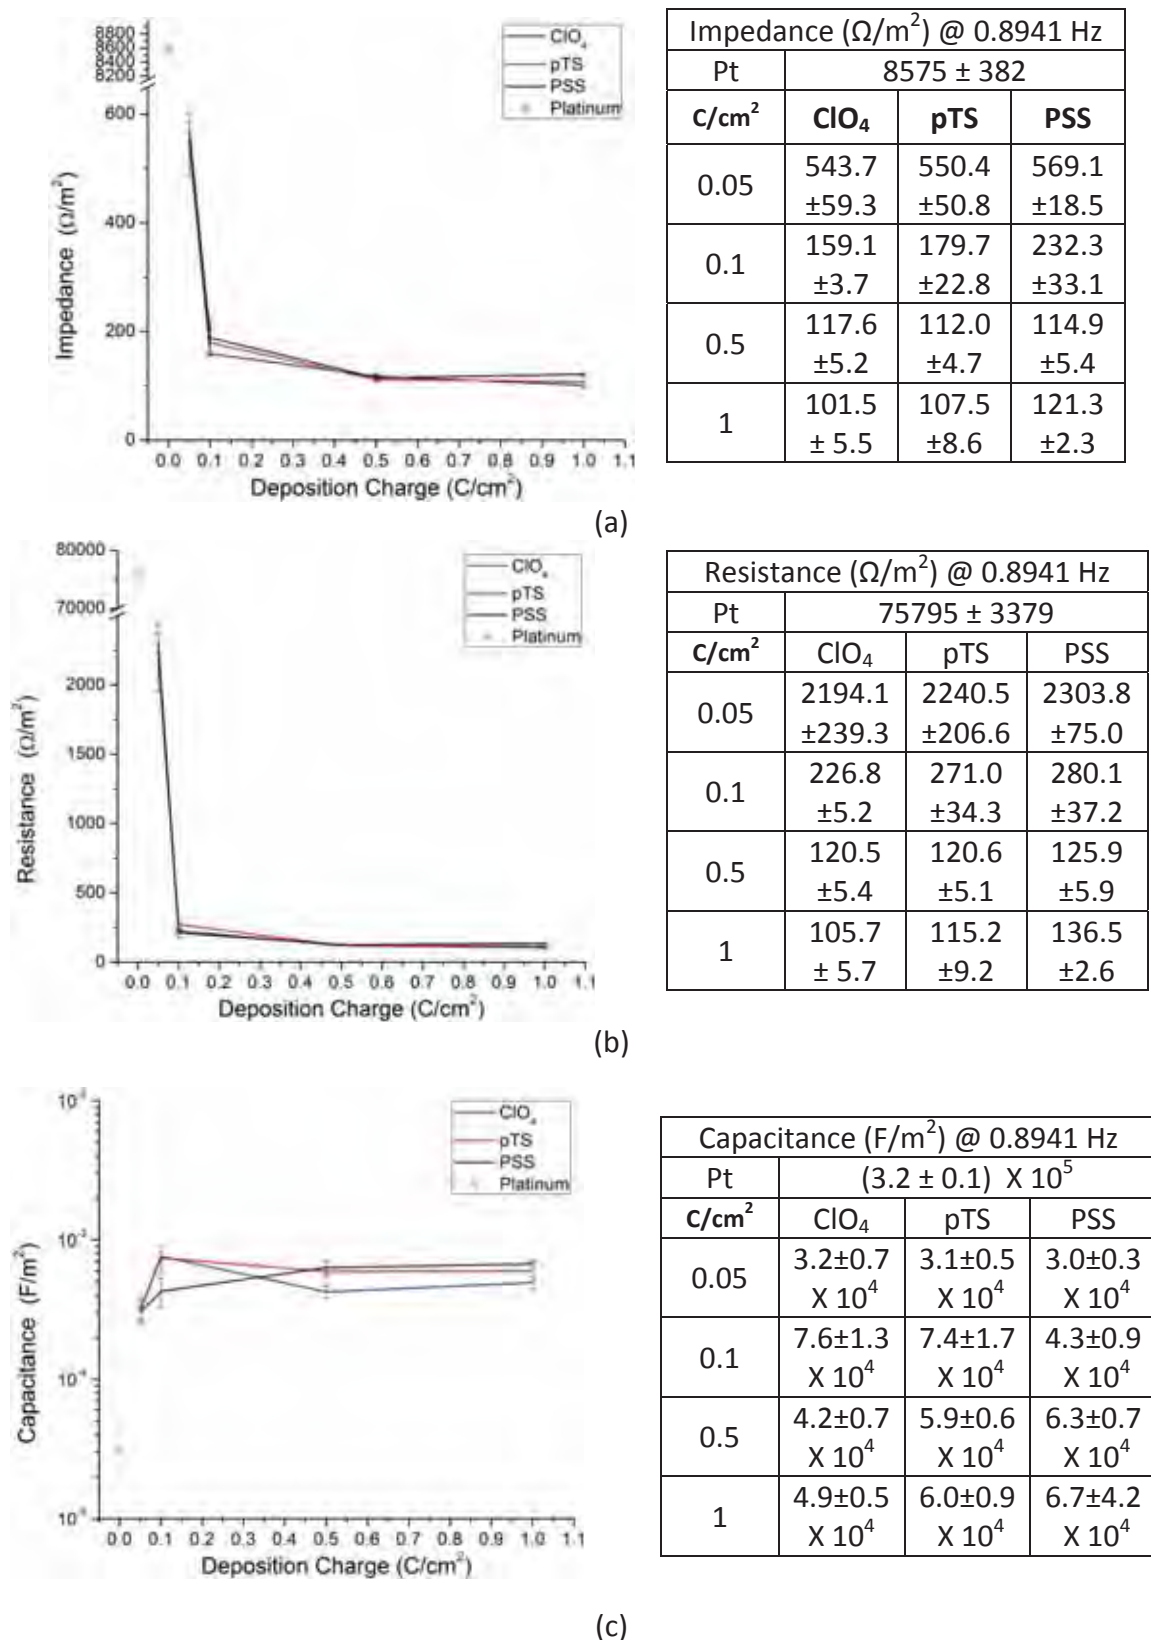 8800
8600
8400
8200
600
400
200
0
Impedance (Ω/m²)
ClO₄
pTS
PSS
Platinum
0.0 0.1 0.2 0.3 0.4 0.5 0.6 0.7 0.8 0.9 1.0 1.1
Deposition Charge (C/cm²)
Impedance (Ω/m²) @ 0.8941 Hz
Pt 8575 ± 382
C/cm² ClO₄ pTS PSS
0.05 543.7 ±59.3 550.4 ±50.8 569.1 ±18.5
0.1 159.1 ±3.7 179.7 ±22.8 232.3 ±33.1
0.5 117.6 ±5.2 112.0 ±4.7 114.9 ±5.4
1 101.5 ± 5.5 107.5 ±8.6 121.3 ±2.3
(a)
80000
70000
2000
1500
1000
500
0
Resistance (Ω/m²)
ClO₄
pTS
PSS
Platinum
0.0 0.1 0.2 0.3 0.4 0.5 0.6 0.7 0.8 0.9 1.0 1.1
Deposition Charge (C/cm²)
Resistance (Ω/m²) @ 0.8941 Hz
Pt 75795 ± 3379
C/cm² ClO₄ pTS PSS
0.05 2194.1 ±239.3 2240.5 ±206.6 2303.8 ±75.0
0.1 226.8 ±5.2 271.0 ±34.3 280.1 ±37.2
0.5 120.5 ±5.4 120.6 ±5.1 125.9 ±5.9
1 105.7 ± 5.7 115.2 ±9.2 136.5 ±2.6
(b)
10⁻⁴
Capacitance (F/m²)
ClO₄
pTS
PSS
Platinum
0.0 0.1 0.2 0.3 0.4 0.5 0.6 0.7 0.8 0.9 1.0 1.1
Deposition Charge (C/cm²)
Capacitance (F/m²) @ 0.8941 Hz
Pt (3.2 ± 0.1) X 10⁵
C/cm² ClO₄ pTS PSS
0.05 3.2±0.7 X 10⁴ 3.1±0.5 X 10⁴ 3.0±0.3 X 10⁴
0.1 7.6±1.3 X 10⁴ 7.4±1.7 X 10⁴ 4.3±0.9 X 10⁴
0.5 4.2±0.7 X 10⁴ 5.9±0.6 X 10⁴ 6.3±0.7 X 10⁴
1 4.9±0.5 X 10⁴ 6.0±0.9 X 10⁴ 6.7±4.2 X 10⁴
(c)